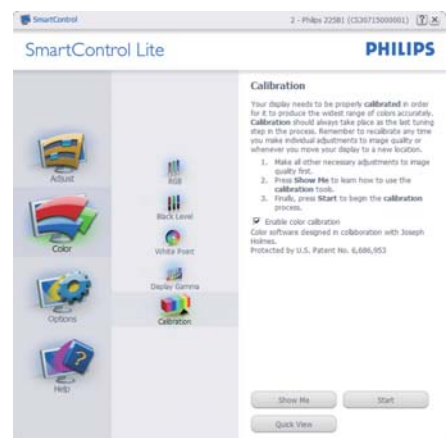 SmartControl
2 - Philips 225B1 (CS30715000001)
SmartControl Lite
PHILIPS
Adjust
Color
Options
Help
RGB
Black Level
White Point
Display Gamma
Calibration
Calibration
Your display needs to be properly calibrated in order
for it to produce the widest range of colors accurately.
Calibration should always take place as the last tuning
step in the process. Remember to recalibrate any time
you make individual adjustments to image quality or
whenever you move your display to a new location.
1. Make all other necessary adjustments to image
quality first.
2. Press Show Me to learn how to use the
calibration tools.
3. Finally, press Start to begin the calibration
process.
Enable color calibration
Color software designed in collaboration with Joseph
Holmes.
Protected by U.S. Patent No. 6,686,953
Show Me
Start
Quick View